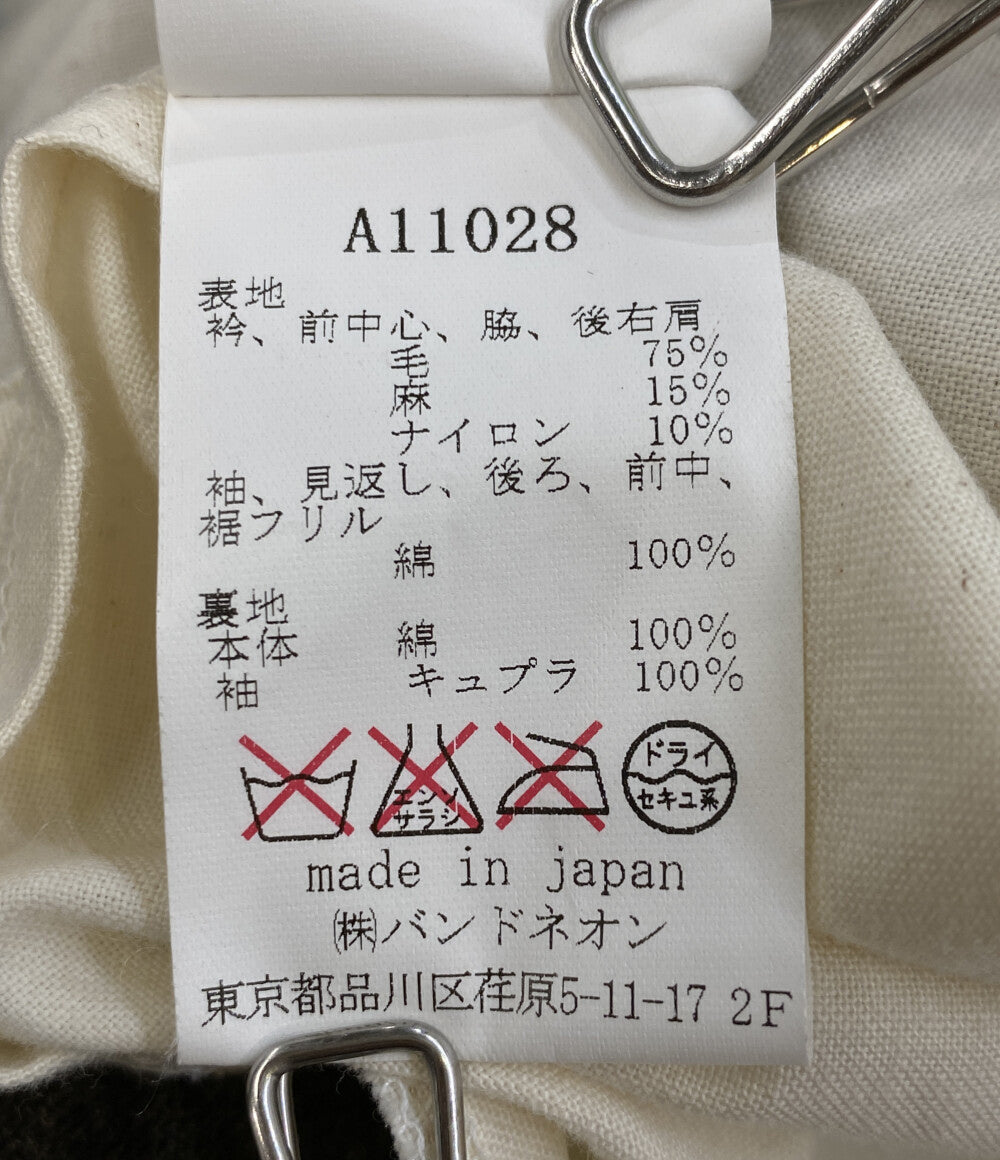 A11028
表地
衿、前中心、脇、後右肩
毛 75%
麻 15%
ナイロン 10%
袖、見返し、後ろ、前中、
裾フリル
綿 100%
裏地
本体 綿 100%
袖 キュプラ 100%
エンソ
サラシ
ドライ
セキユ系
made in japan
㈱バンドネオン
東京都品川区荏原5-11-17 2F